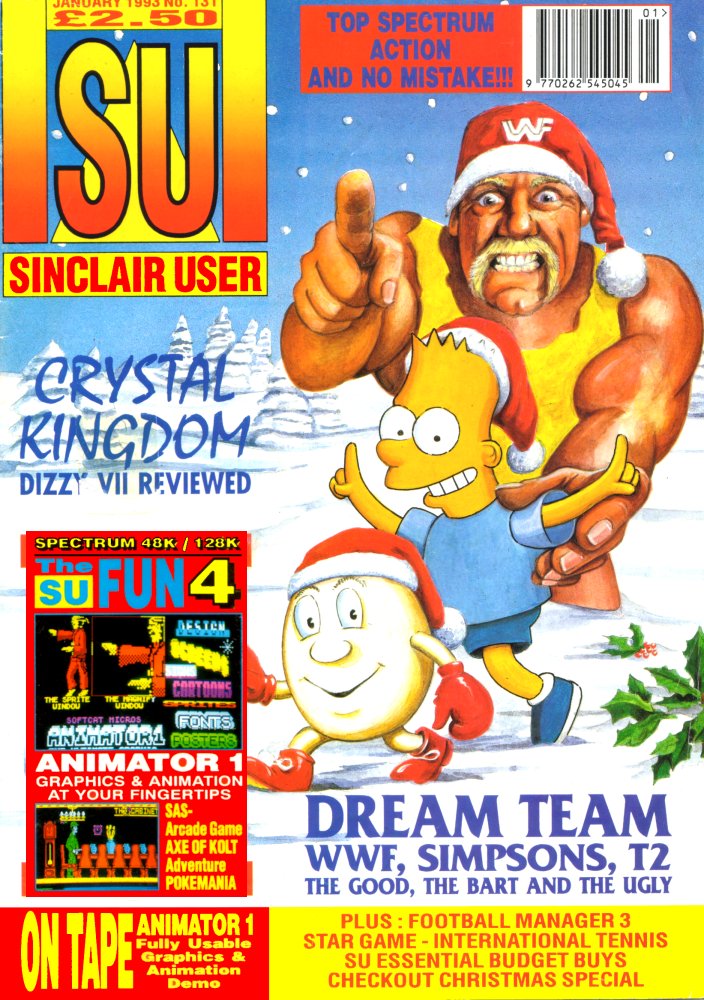 JANUARY 1993 No. 131
£2.50
SU
SINCLAIR USER
TOP SPECTRUM
ACTION
AND NO MISTAKE!!!
01>
9 770262 545045
WF
CRYSTAL
KINGDOM
DIZZY VII REVIEWED
SPECTRUM 48K / 128K
The
SU FUN 4
DESIGN
SCREENS
CARTOONS
FONTS
POSTERS
THE SPRITE
WINDOW
THE MAGNIFY
WINDOW
SOFTCAT MICROS
ANIMATOR1
ANIMATOR 1
GRAPHICS & ANIMATION
AT YOUR FINGERTIPS
SAS-
Arcade Game
AXE OF KOLT
Adventure
POKEMANIA
DREAM TEAM
WWF, SIMPSONS, T2
THE GOOD, THE BART AND THE UGLY
ON TAPE
ANIMATOR 1
Fully Usable
Graphics &
Animation
Demo
PLUS : FOOTBALL MANAGER 3
STAR GAME - INTERNATIONAL TENNIS
SU ESSENTIAL BUDGET BUYS
CHECKOUT CHRISTMAS SPECIAL